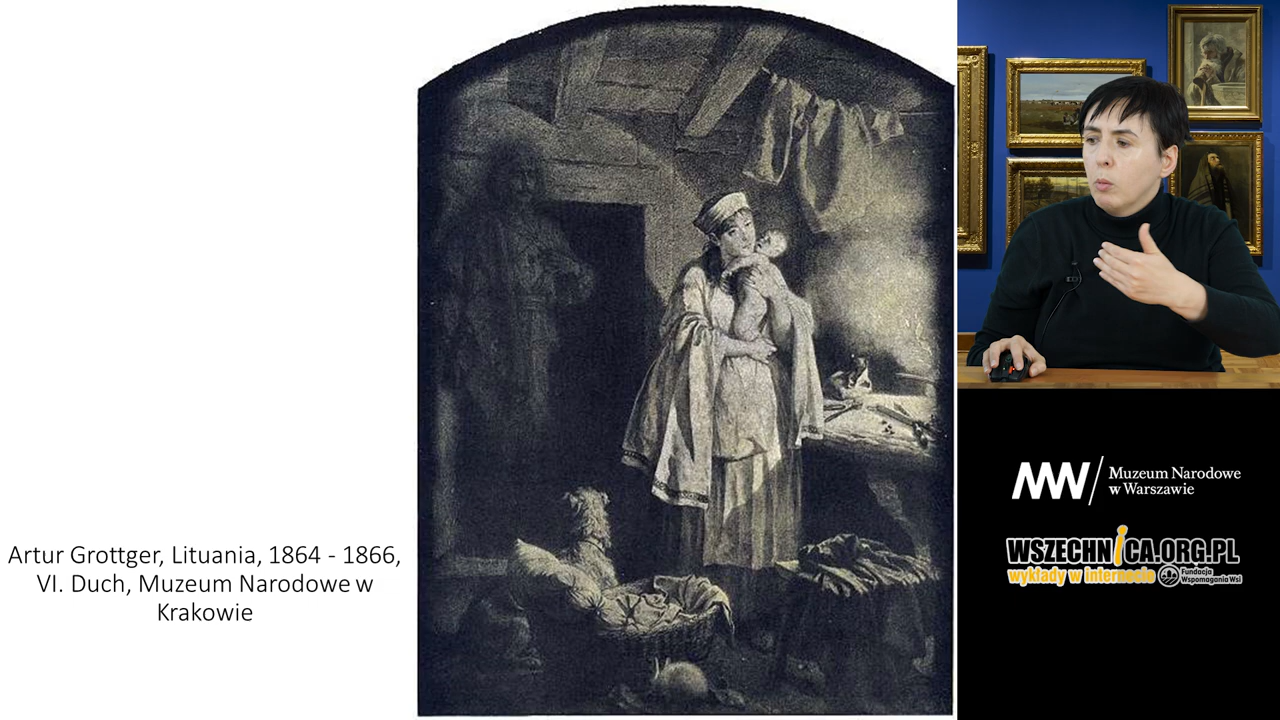 Artur Grottger, Lituania, 1864 - 1866,
VI. Duch, Muzeum Narodowe w
Krakowie
MW/ Muzeum Narodowe
w Warszawie
WSZECHNICA.ORG.PL
wykłady w internecie
Fundacja
Wspomagania Wsi